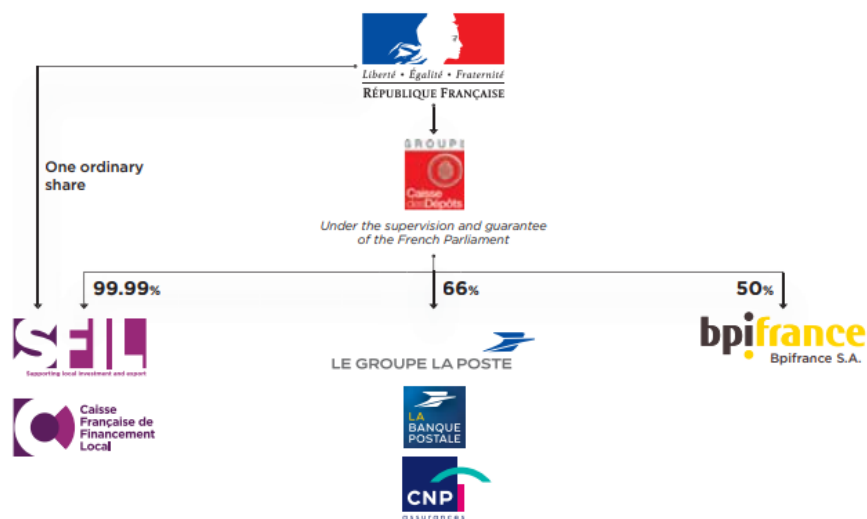 Liberté • Égalité • Fraternité
RÉPUBLIQUE FRANÇAISE
GROUPE
Caisse
des Dépôts
One ordinary
share
Under the supervision and guarantee
of the French Parliament
99.99%
66%
50%
SFIL
Supporting local investment and export
LE GROUPE LA POSTE
bpifrance
Bpifrance S.A.
Caisse
Française de
Financement
Local
LA
BANQUE
POSTALE
CNP
assurances